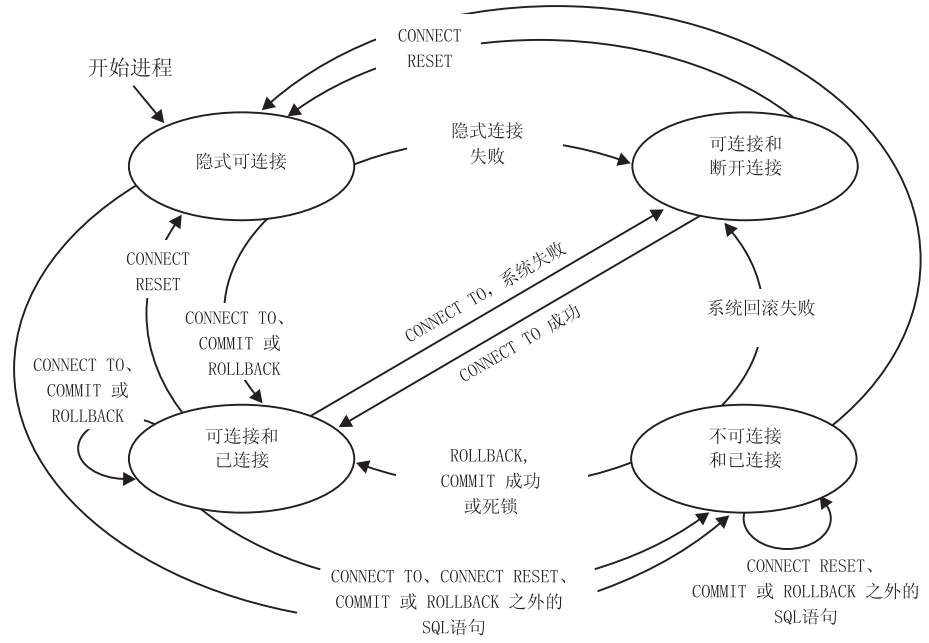 CONNECT
RESET
开始进程
隐式可连接
隐式连接
失败
可连接和
断开连接
CONNECT
RESET
CONNECT TO、
COMMIT 或
ROLLBACK
CONNECT TO, 系统失败
CONNECT TO 成功
系统回滚失败
CONNECT TO、
COMMIT 或
ROLLBACK
可连接和
已连接
ROLLBACK,
COMMIT 成功
或死锁
不可连接
和已连接
CONNECT TO、CONNECT RESET、
COMMIT 或 ROLLBACK 之外的
SQL语句
CONNECT RESET、
COMMIT 或 ROLLBACK 之外的
SQL语句